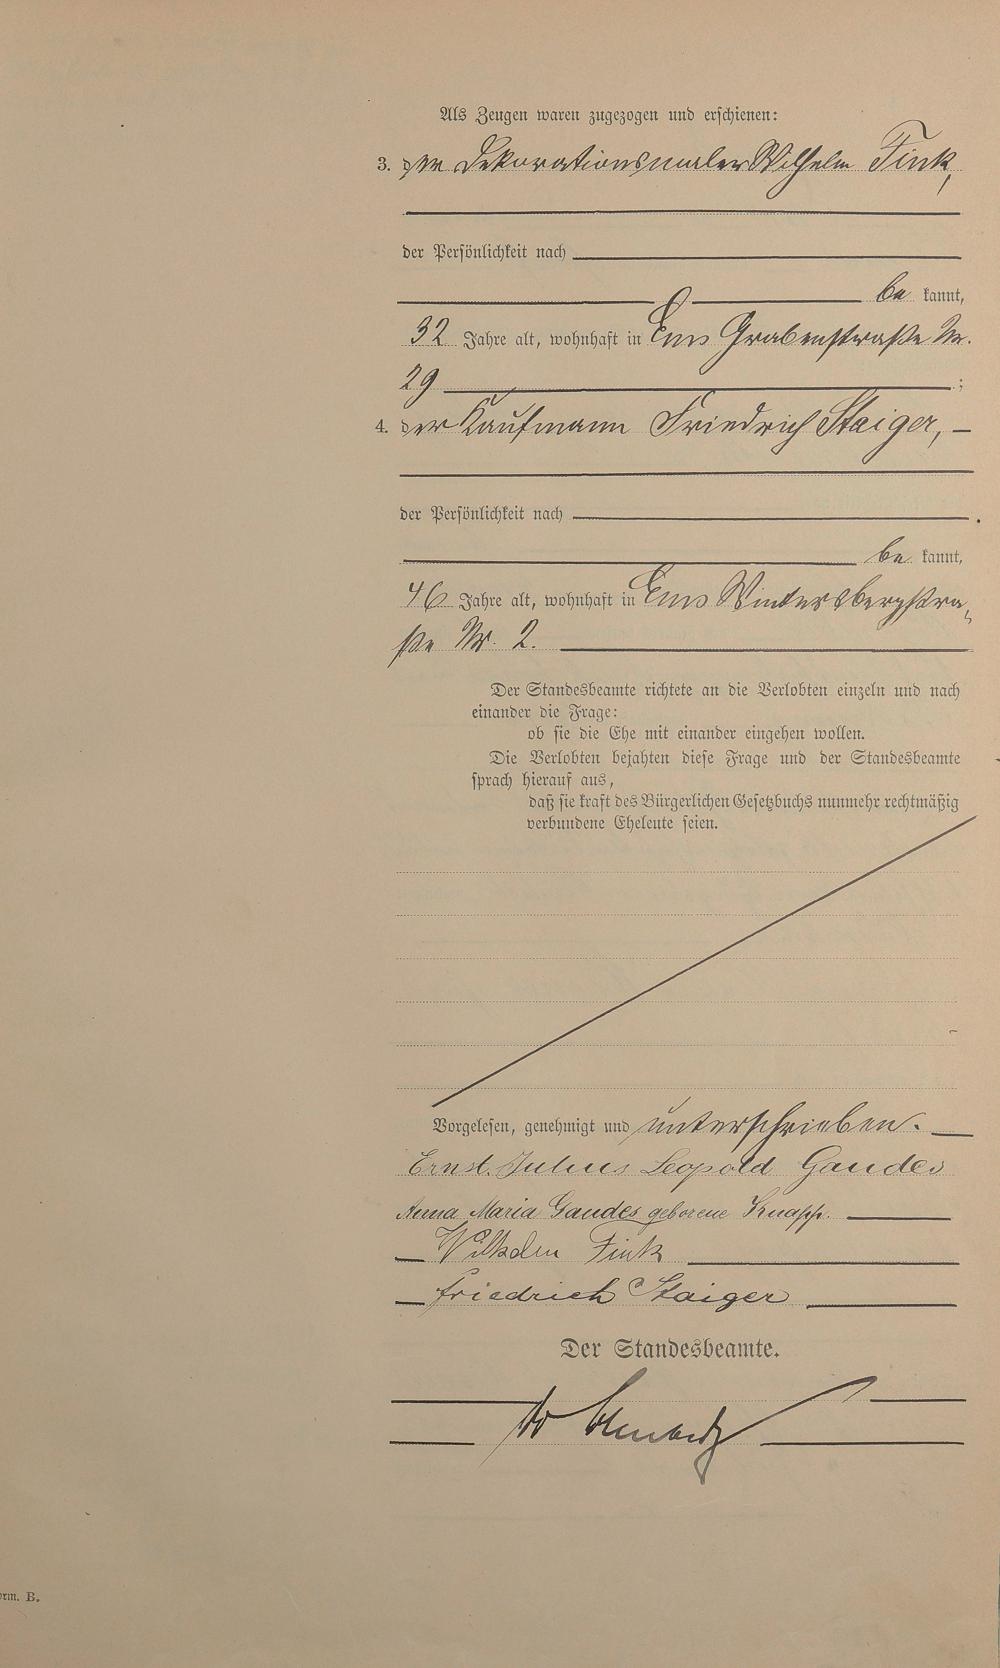 Als Zeugen waren zugezogen und erschienen:
3. der Dekorationsmaler Wilhelm Fink,
der Persönlichkeit nach
be kannt,
32 Jahre alt, wohnhaft in Ems Grabenstraße Nr.
29 ;
4. der Kaufmann Friedrich Staiger,
der Persönlichkeit nach
be kannt,
46 Jahre alt, wohnhaft in Ems Wintersbergstra-
ße Nr. 2.
Der Standesbeamte richtete an die Verlobten einzeln und nach
einander die Frage:
ob sie die Ehe mit einander eingehen wollen.
Die Verlobten bejahten diese Frage und der Standesbeamte
sprach hierauf aus,
daß sie kraft des Bürgerlichen Gesetzbuchs nunmehr rechtmäßig
verbundene Eheleute seien.
Vorgelesen, genehmigt und unterschrieben.
Ernst Julius Leopold Gaudes
Anna Maria Gaudes geborene Knapp.
Wilhelm Fink
Friedrich Staiger
Der Standesbeamte.
orm. B.